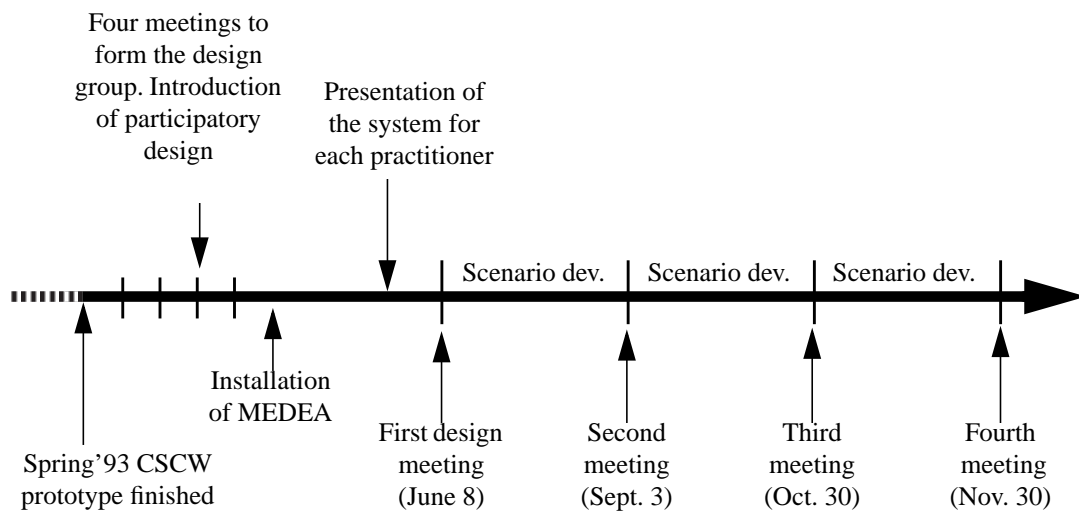 Four meetings to
form the design
group. Introduction
of participatory
design
Presentation of
the system for
each practitioner
Scenario dev.
Scenario dev.
Scenario dev.
Installation
of MEDEA
Spring’93 CSCW
prototype finished
First design
meeting
(June 8)
Second
meeting
(Sept. 3)
Third
meeting
(Oct. 30)
Fourth
meeting
(Nov. 30)